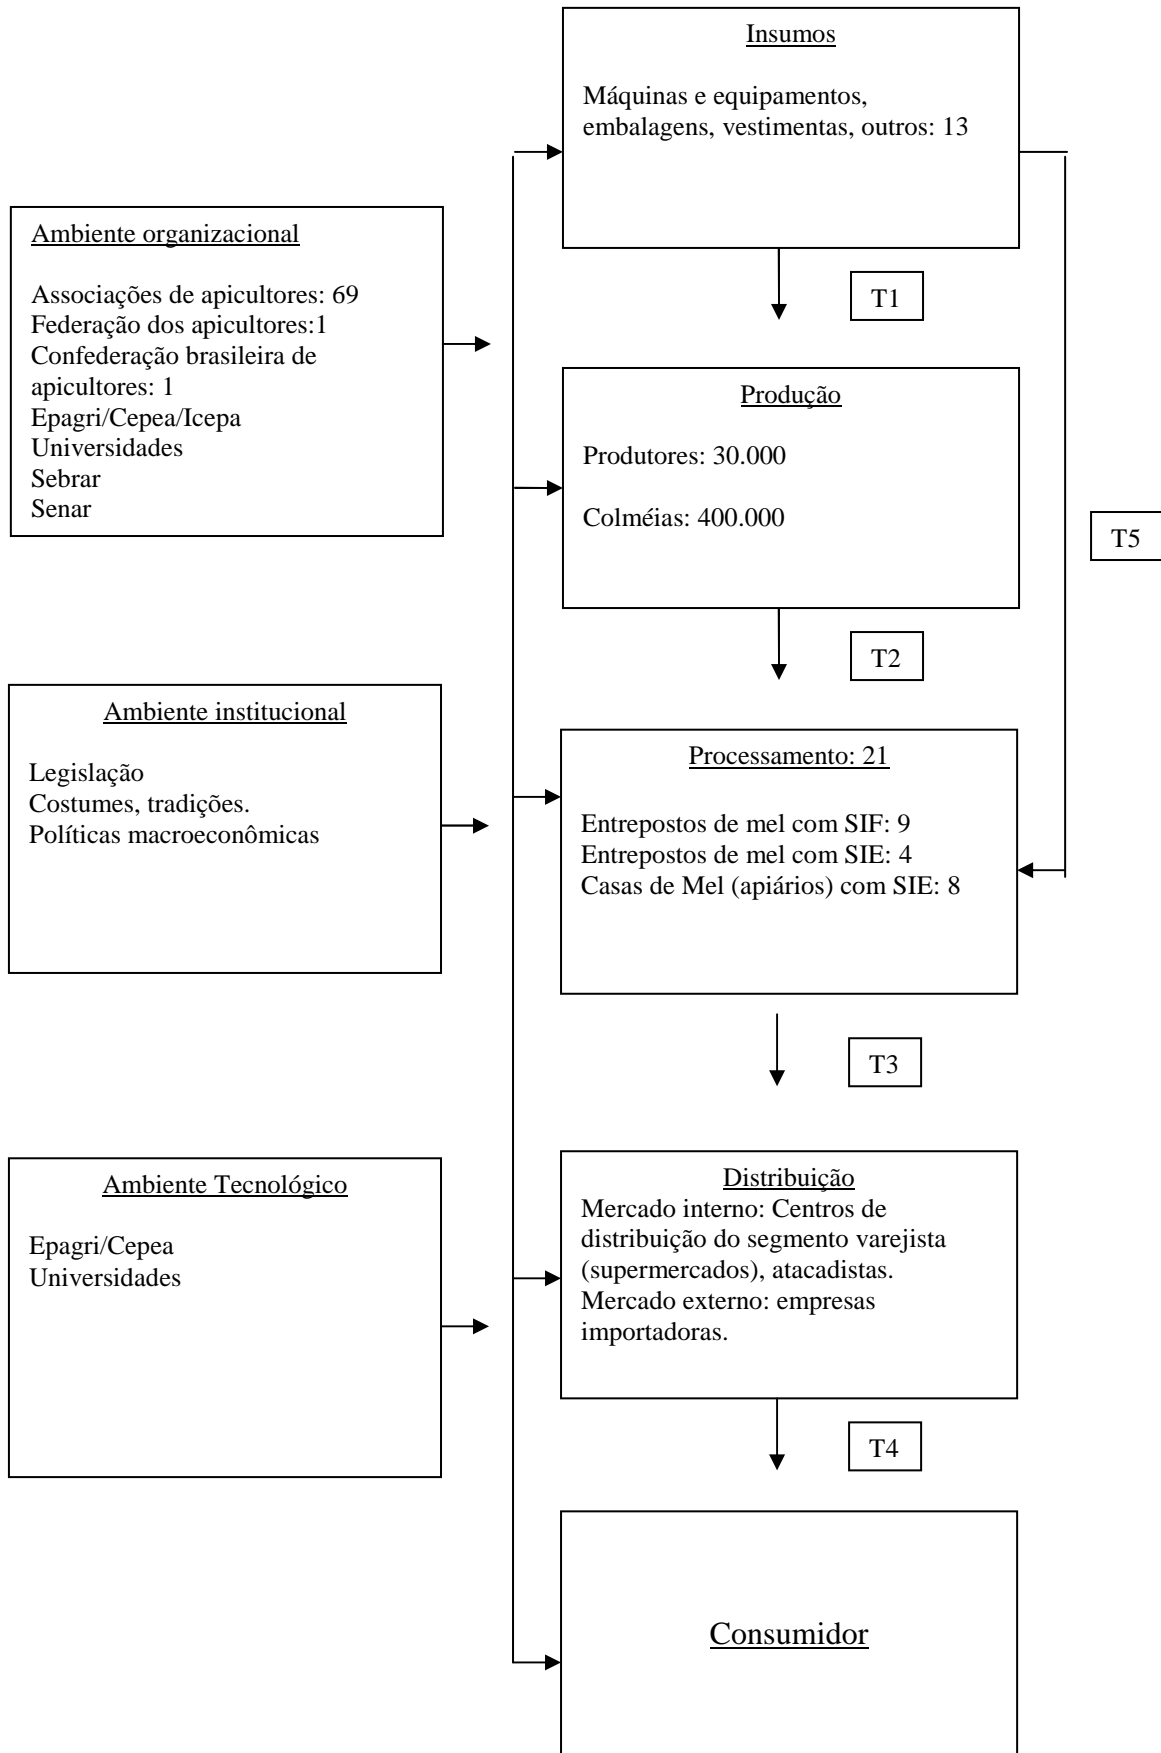 Insumos
Máquinas e equipamentos,
embalagens, vestimentas, outros: 13
Ambiente organizacional
Associações de apicultores: 69
Federação dos apicultores:1
Confederação brasileira de
apicultores: 1
Epagri/Cepea/Icepa
Universidades
Sebrar
Senar
T1
Produção
Produtores: 30.000
Colméias: 400.000
T5
T2
Ambiente institucional
Legislação
Costumes, tradições.
Políticas macroeconômicas
Processamento: 21
Entrepostos de mel com SIF: 9
Entrepostos de mel com SIE: 4
Casas de Mel (apiários) com SIE: 8
T3
Ambiente Tecnológico
Epagri/Cepea
Universidades
Distribuição
Mercado interno: Centros de
distribuição do segmento varejista
(supermercados), atacadistas.
Mercado externo: empresas
importadoras.
T4
Consumidor